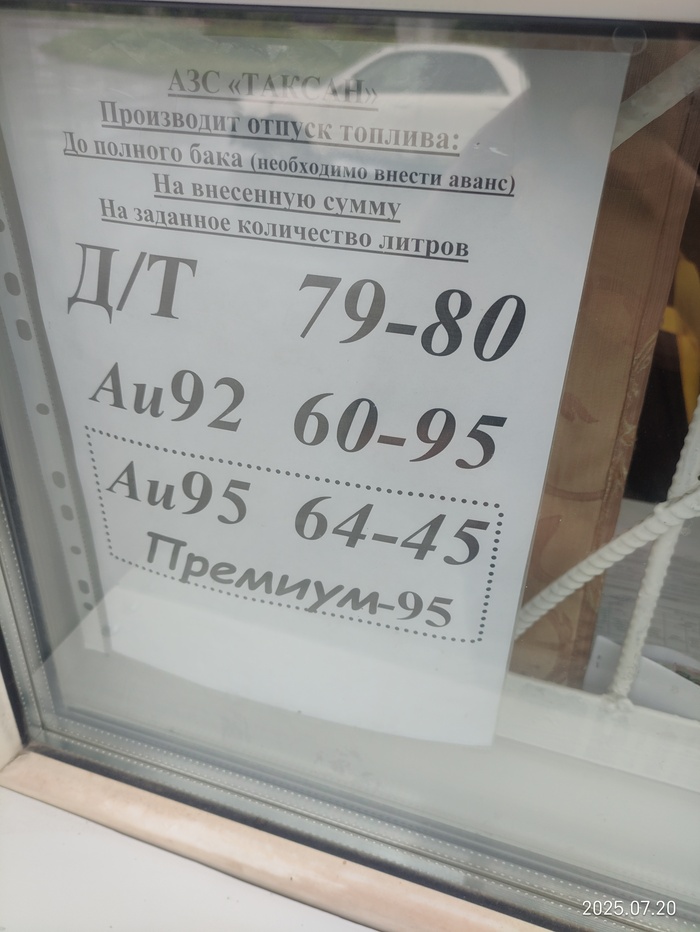 АЗС «ТАКСАН»
Производит отпуск топлива:
До полного бака (необходимо внести аванс)
На внесенную сумму
На заданное количество литров
Д/Т 79-80
Аи92 60-95
Аи95 64-45
Премиум-95
2025.07.20